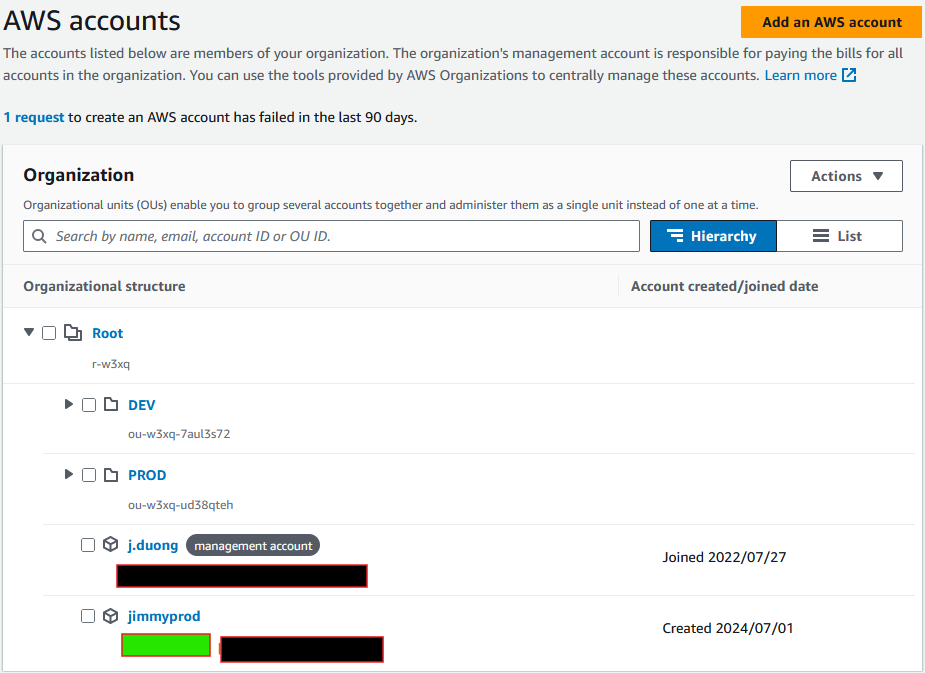 AWS accounts
Add an AWS account
The accounts listed below are members of your organization. The organization's management account is responsible for paying the bills for all
accounts in the organization. You can use the tools provided by AWS Organizations to centrally manage these accounts. Learn more
1 request to create an AWS account has failed in the last 90 days.
Organization
Actions
Organizational units (OUs) enable you to group several accounts together and administer them as a single unit instead of one at a time.
Search by name, email, account ID or OU ID.
Hierarchy
List
Organizational structure
Account created/joined date
Root
r-w3xq
DEV
ou-w3xq-7aul3s72
PROD
ou-w3xq-ud38qteh
j.duong management account
Joined 2022/07/27
jimmyprod
Created 2024/07/01